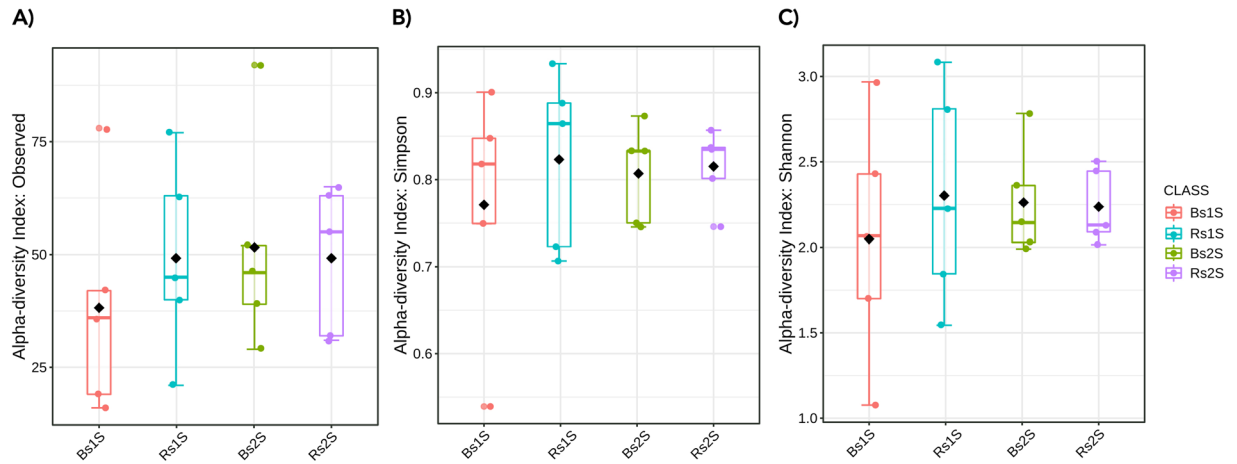 A)
Alpha-diversity Index: Observed
75
50
25
Bs1S
Rs1S
Bs2S
Rs2S
B)
Alpha-diversity Index: Simpson
0.9
0.8
0.7
0.6
Bs1S
Rs1S
Bs2S
Rs2S
C)
Alpha-diversity Index: Shannon
3.0
2.5
2.0
1.5
1.0
Bs1S
Rs1S
Bs2S
Rs2S
CLASS
Bs1S
Rs1S
Bs2S
Rs2S